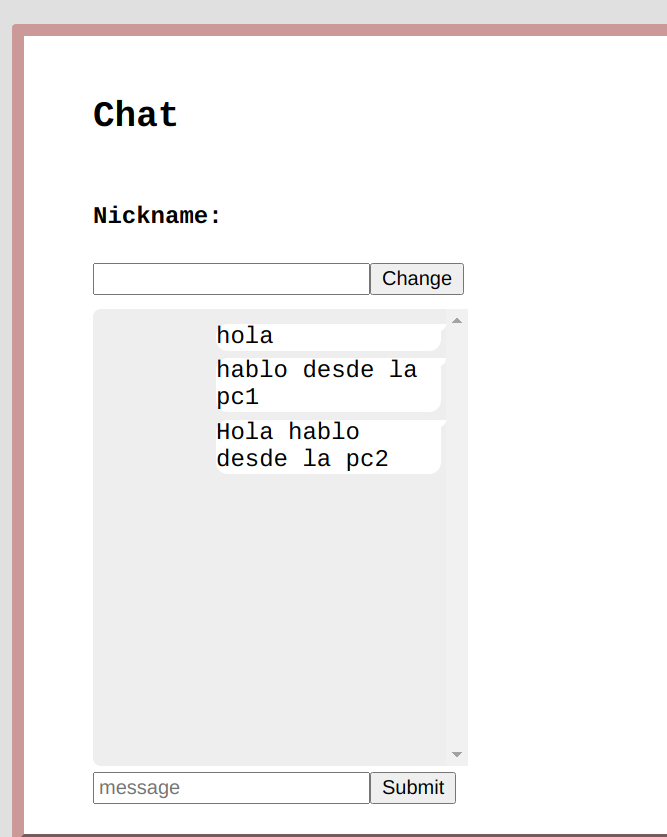 Chat
Nickname:
Change
hola
hablo desde la
pc1
Hola hablo
desde la pc2
message
Submit